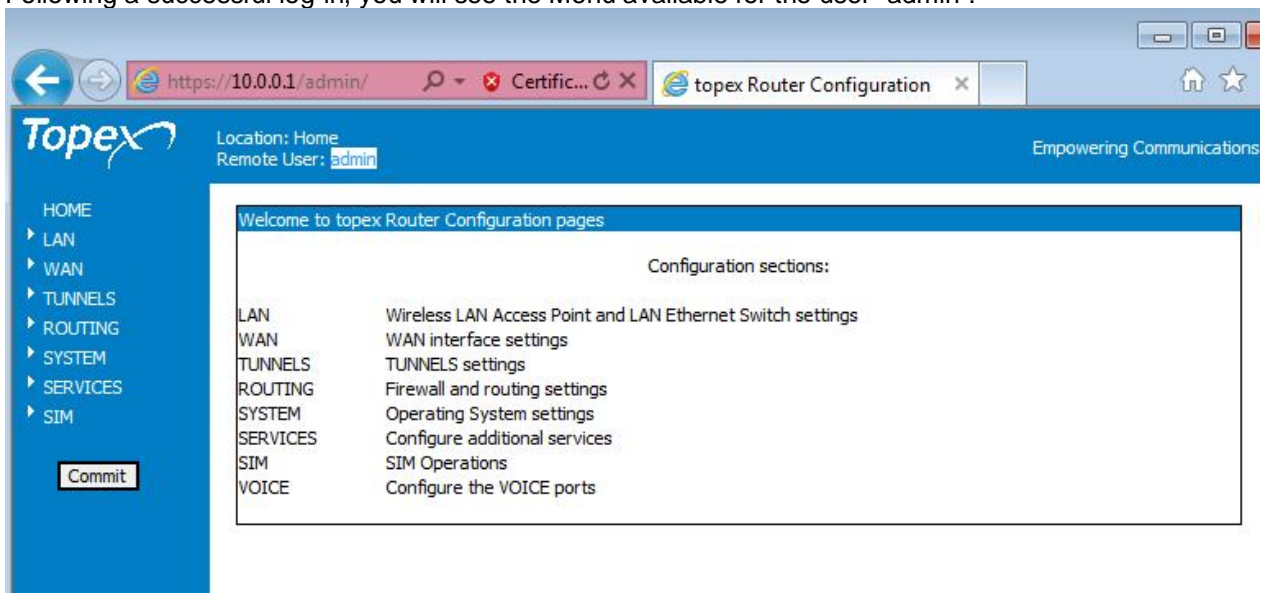 Following a successful log in, you will see the Menu available for the user "admin".
https://10.0.0.1/admin/ Certific... topex Router Configuration
Topex
Location: Home
Remote User: admin
Empowering Communications
HOME
LAN
WAN
TUNNELS
ROUTING
SYSTEM
SERVICES
SIM
Commit
Welcome to topex Router Configuration pages
Configuration sections:
LAN Wireless LAN Access Point and LAN Ethernet Switch settings
WAN WAN interface settings
TUNNELS TUNNELS settings
ROUTING Firewall and routing settings
SYSTEM Operating System settings
SERVICES Configure additional services
SIM SIM Operations
VOICE Configure the VOICE ports